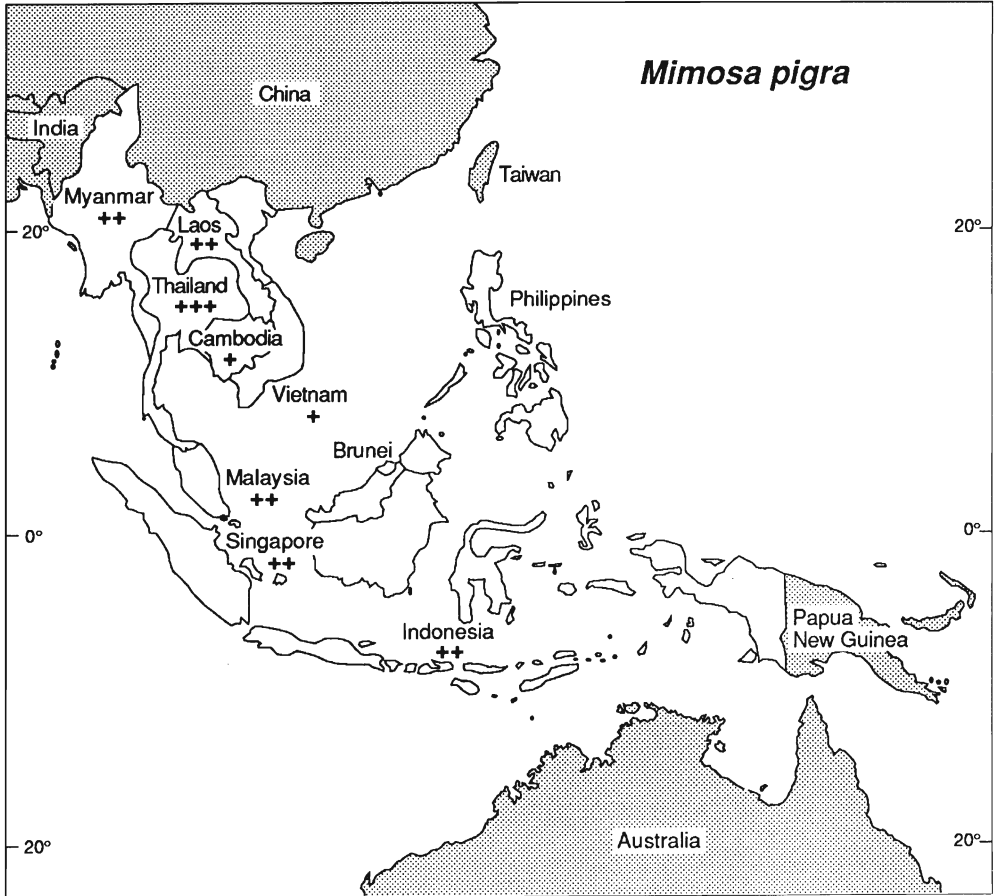 Mimosa pigra
China
India
Taiwan
Myanmar
++
20°
20°
Laos
++
Thailand
+++
Philippines
Cambodia
+
Vietnam
+
Brunei
Malaysia
++
0°
0°
Singapore
++
Papua
New Guinea
Indonesia
++
Australia
20°
20°